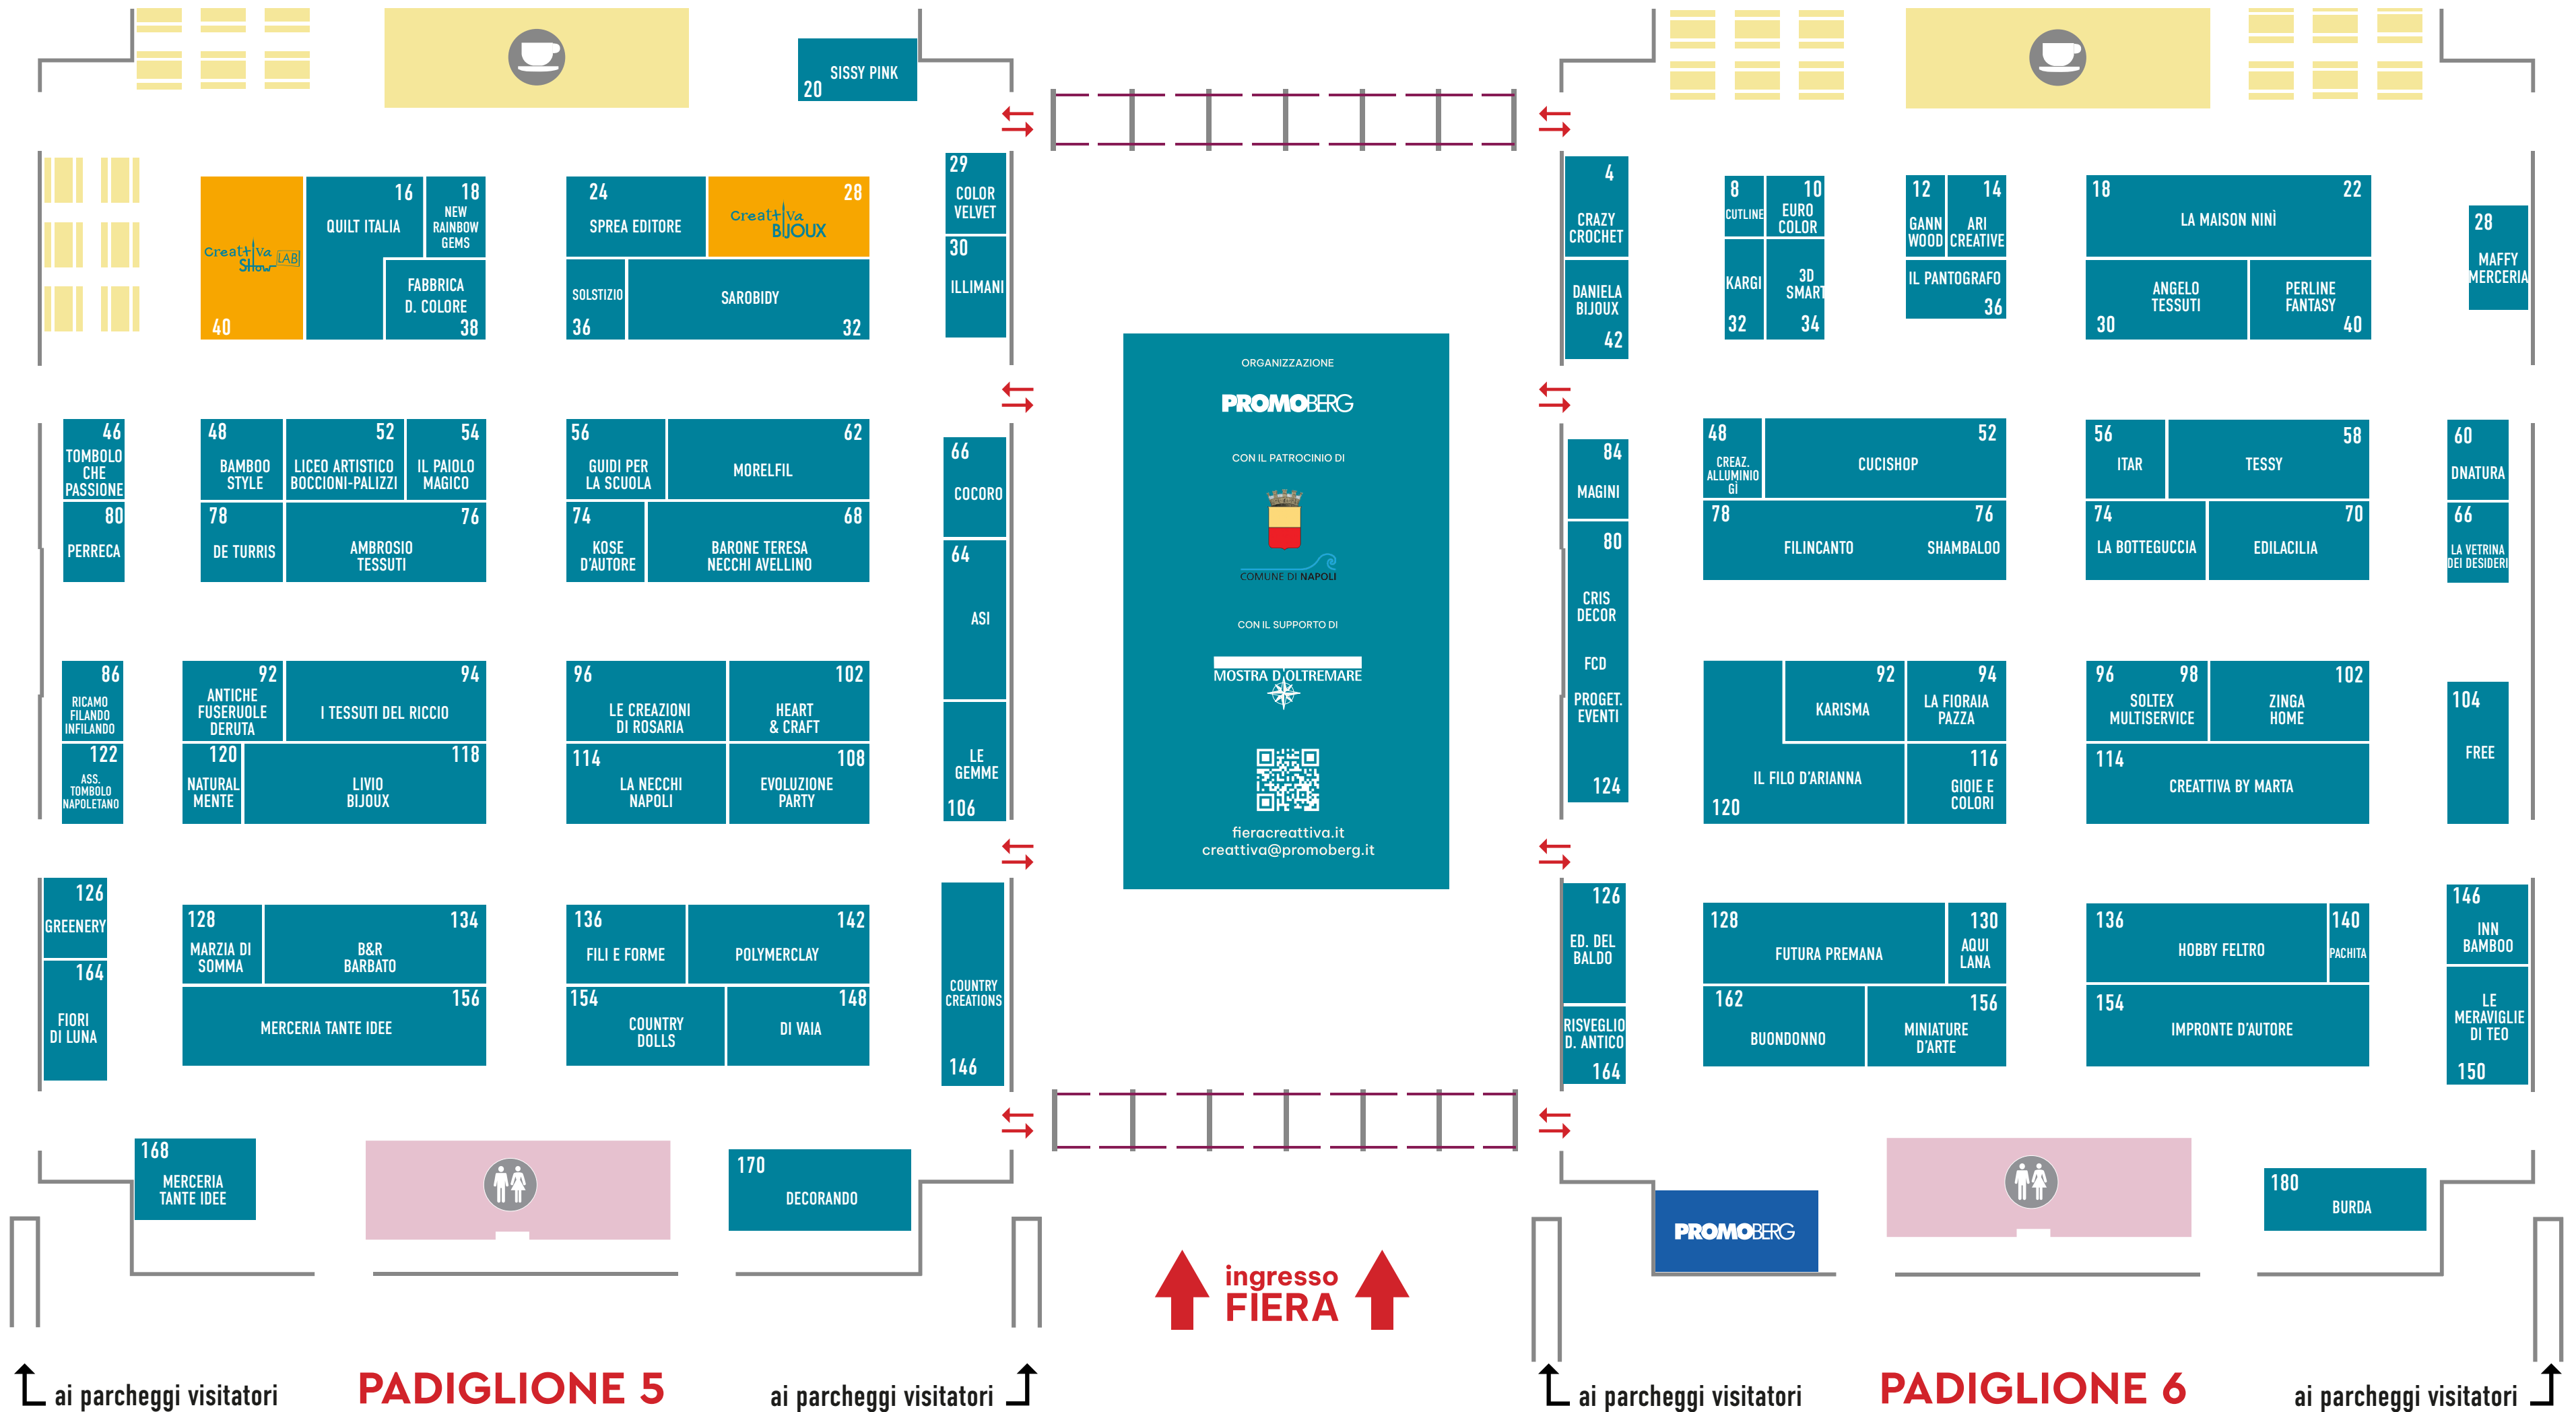 20
SISSY PINK
40
Creattiva
Show LAB
16
QUILT ITALIA
18
NEW
RAINBOW
GEMS
FABBRICA
D. COLORE
38
24
SPREA EDITORE
28
Creattiva
BIJOUX
SOLSTIZIO
36
SAROBIDY
32
29
COLOR
VELVET
30
ILLIMANI
46
TOMBOLO
CHE
PASSIONE
80
PERRECA
48
BAMBOO
STYLE
52
LICEO ARTISTICO
BOCCIONI-PALIZZI
54
IL PAIOLO
MAGICO
78
DE TURRIS
76
AMBROSIO
TESSUTI
56
GUIDI PER
LA SCUOLA
62
MORELFIL
74
KOSE
D'AUTORE
68
BARONE TERESA
NECCHI AVELLINO
66
COCORO
64
ASI
LE
GEMME
106
86
RICAMO
FILANDO
INFILANDO
122
ASS.
TOMBOLO
NAPOLETANO
92
ANTICHE
FUSERUOLE
DERUTA
94
I TESSUTI DEL RICCIO
120
NATURAL
MENTE
118
LIVIO
BIJOUX
96
LE CREAZIONI
DI ROSARIA
102
HEART
& CRAFT
114
LA NECCHI
NAPOLI
108
EVOLUZIONE
PARTY
126
GREENERY
164
FIORI
DI LUNA
128
MARZIA DI
SOMMA
134
B&R
BARBATO
156
MERCERIA TANTE IDEE
136
FILI E FORME
142
POLYMERCLAY
154
COUNTRY
DOLLS
148
DI VAIA
COUNTRY
CREATIONS
146
168
MERCERIA
TANTE IDEE
170
DECORANDO
ORGANIZZAZIONE
PROMOBERG
CON IL PATROCINIO DI
COMUNE DI NAPOLI
CON IL SUPPORTO DI
MOSTRA D'OLTREMARE
fieracreattiva.it
creattiva@promoberg.it
4
CRAZY
CROCHET
DANIELA
BIJOUX
42
8
CUTLINE
10
EURO
COLOR
KARGI
32
3D
SMART
34
12
GANN
WOOD
14
ARI
CREATIVE
IL PANTOGRAFO
36
18
22
LA MAISON NINÌ
ANGELO
TESSUTI
30
PERLINE
FANTASY
40
28
MAFFY
MERCERIA
84
MAGINI
80
CRIS
DECOR
FCD
PROGET.
EVENTI
124
48
CREAZ.
ALLUMINIO
GÌ
52
CUCISHOP
78
FILINCANTO
76
SHAMBALOO
56
ITAR
58
TESSY
74
LA BOTTEGUCCIA
70
EDILACILIA
60
DNATURA
66
LA VETRINA
DEI DESIDERI
92
KARISMA
94
LA FIORAIA
PAZZA
IL FILO D'ARIANNA
120
116
GIOIE E
COLORI
96
98
SOLTEX
MULTISERVICE
102
ZINGA
HOME
114
CREATTIVA BY MARTA
104
FREE
126
ED. DEL
BALDO
RISVEGLIO
D. ANTICO
164
128
FUTURA PREMANA
130
AQUI
LANA
162
BUONDONNO
156
MINIATURE
D'ARTE
136
HOBBY FELTRO
140
PACHITA
154
IMPRONTE D'AUTORE
146
INN
BAMBOO
LE
MERAVIGLIE
DI TEO
150
PROMOBERG
180
BURDA
ingresso
FIERA
ai parcheggi visitatori
PADIGLIONE 5
ai parcheggi visitatori
ai parcheggi visitatori
PADIGLIONE 6
ai parcheggi visitatori